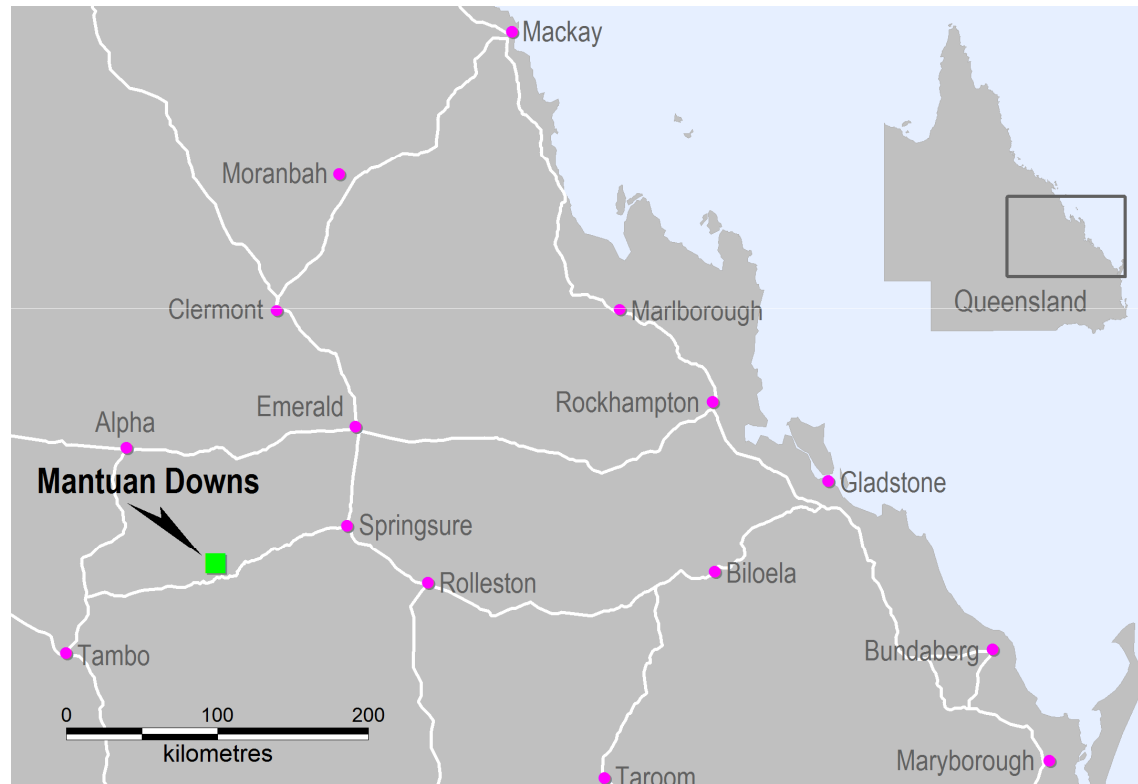 Mackay
Moranbah
Queensland
Clermont
Marlborough
Emerald
Rockhampton
Alpha
Mantuan Downs
Gladstone
Springsure
Biloela
Rolleston
Bundaberg
Tambo
0 100 200
kilometres
Maryborough
Taroom